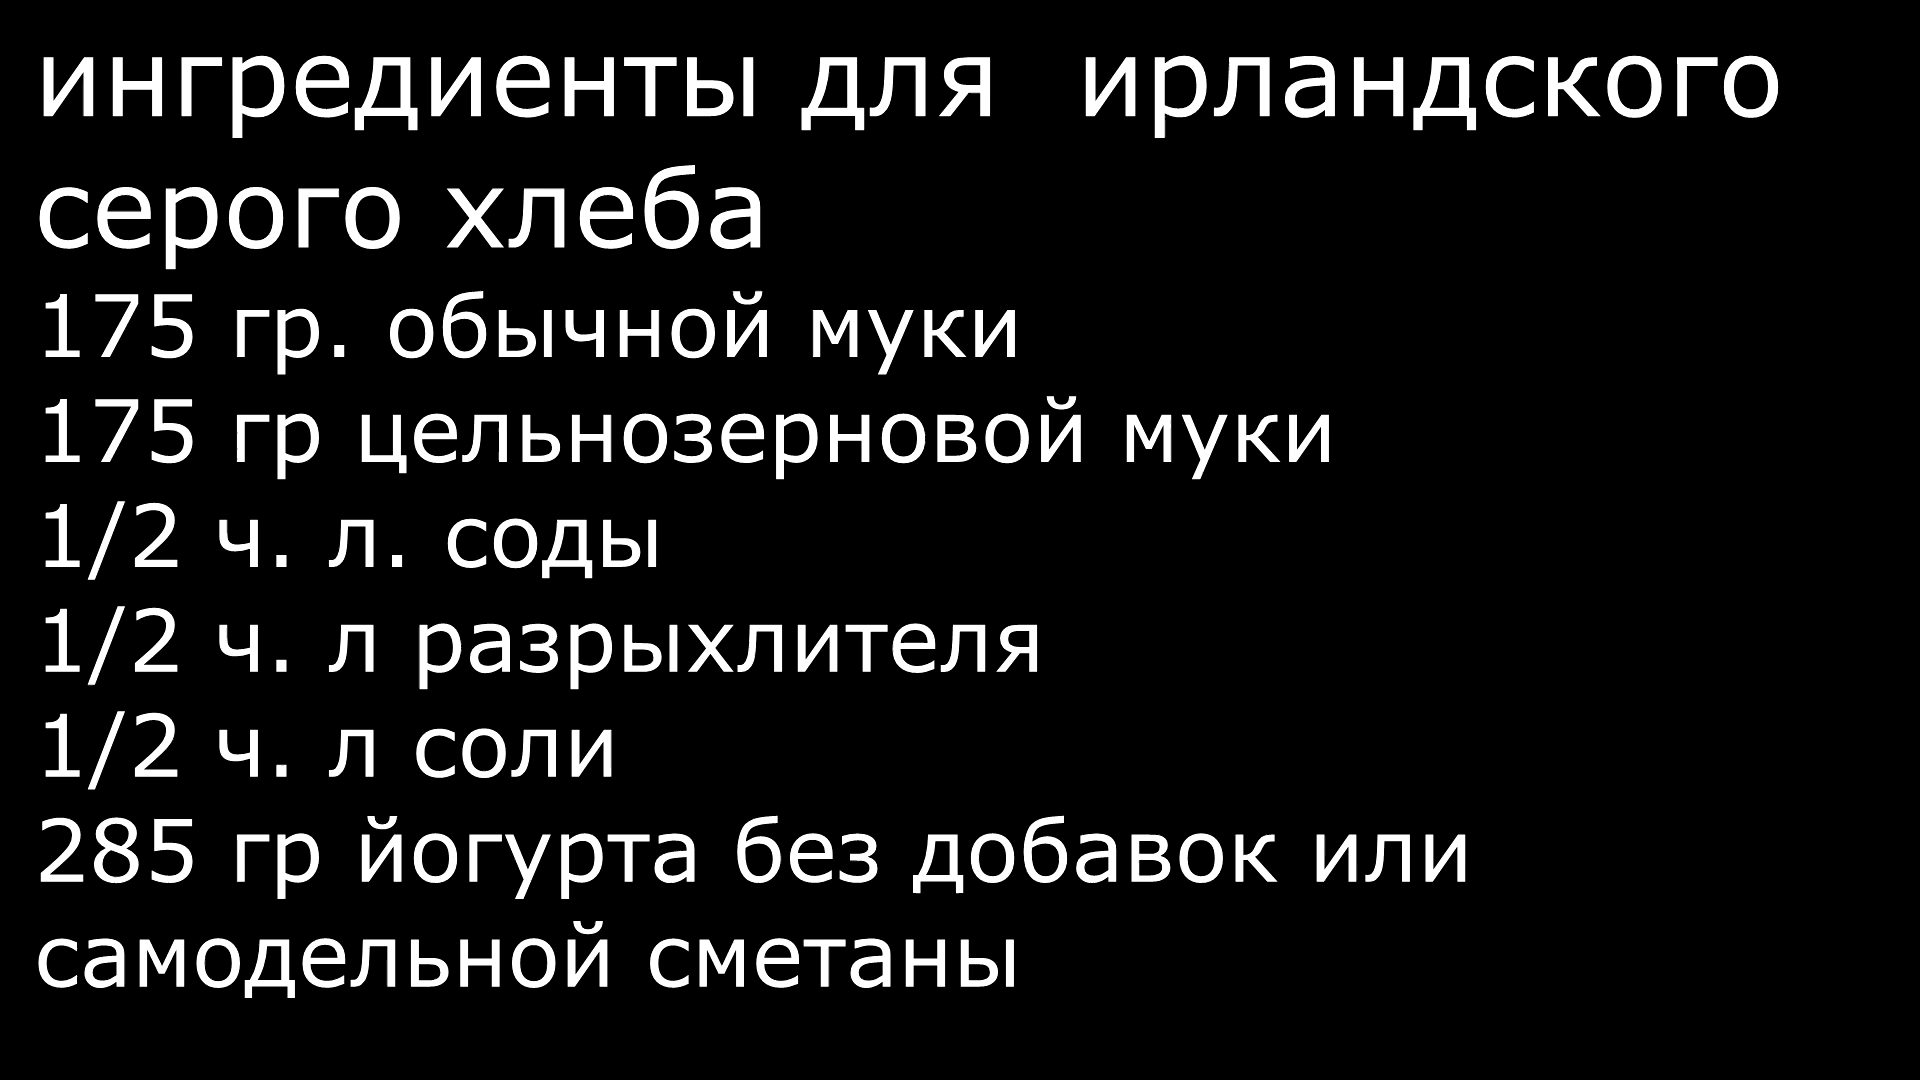 ингредиенты для  ирландского
серого хлеба
175 гр. обычной муки
175 гр цельнозерновой муки
1/2 ч. л. соды
1/2 ч. л разрыхлителя
1/2 ч. л соли
285 гр йогурта без добавок или
самодельной сметаны